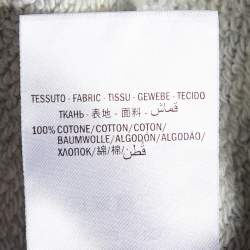 TESSUTO - FABRIC - TISSU - GEWEBE - TECIDO
ТКАНЬ - 表地 - 面料 - قماش
100% COTONE/COTTON/COTON/
BAUMWOLLE/ALGODÓN/ALGODÃO/
ХЛОПОК/綿/棉/قطن